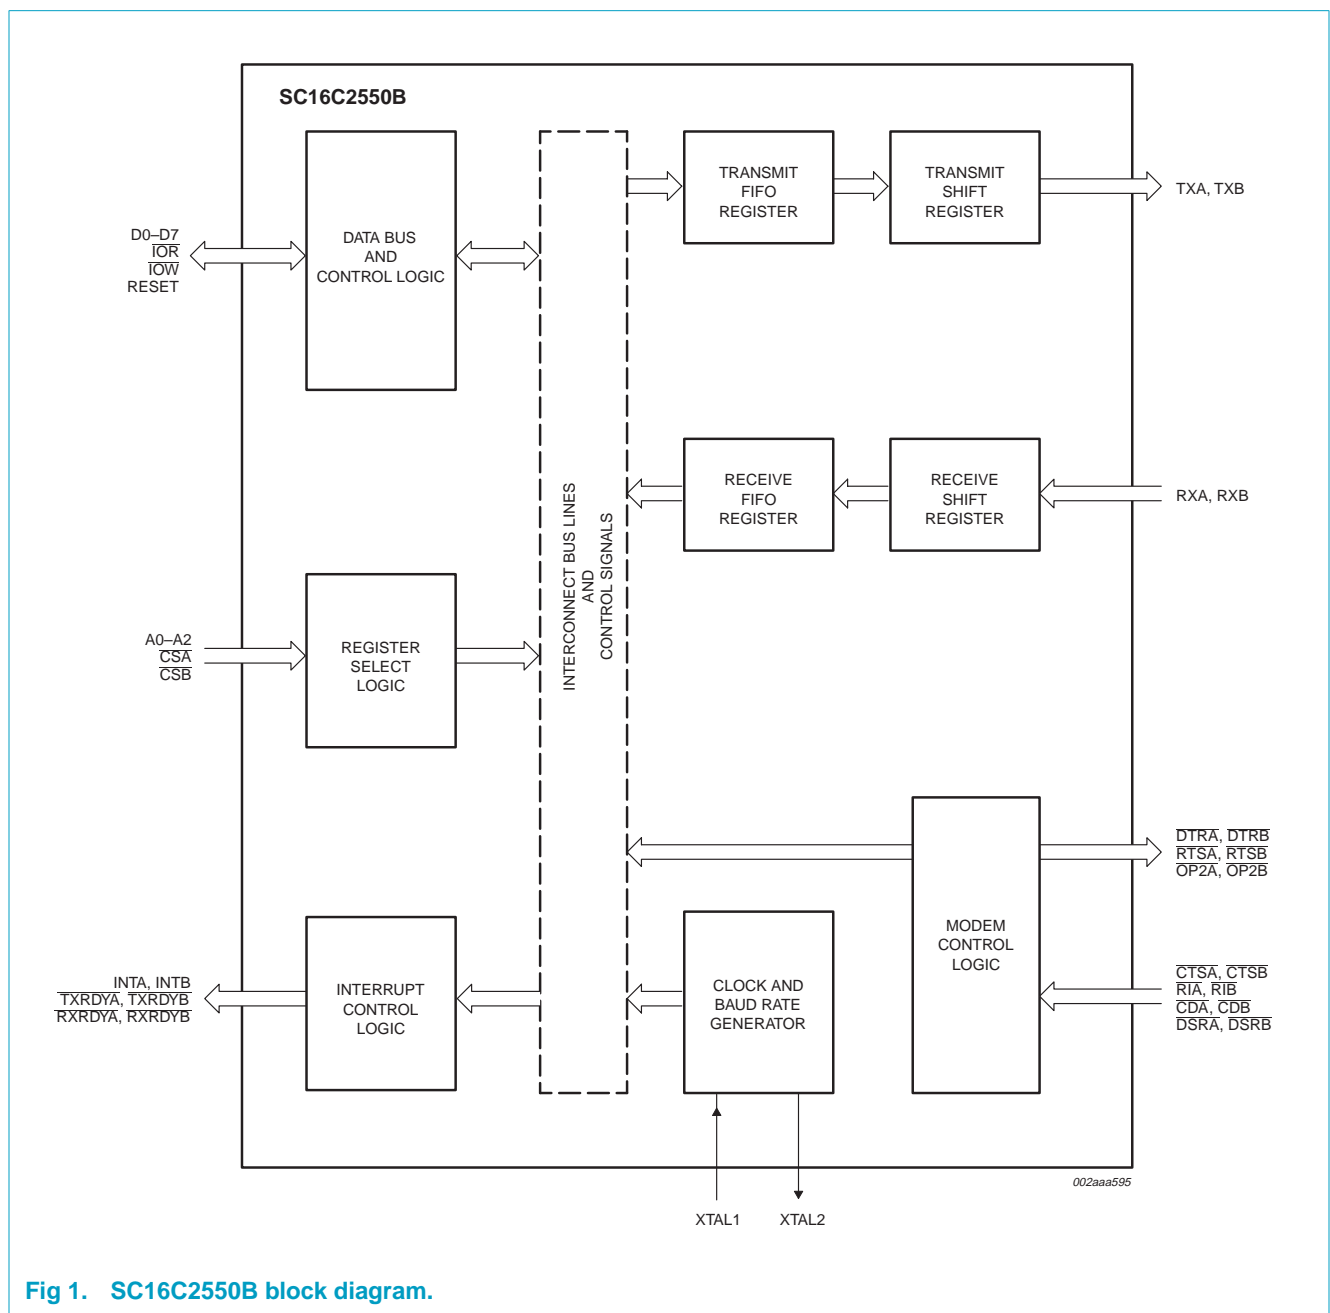 SC16C2550B
D0–D7
IOR
IOW
RESET
DATA BUS
AND
CONTROL LOGIC
TRANSMIT
FIFO
REGISTER
TRANSMIT
SHIFT
REGISTER
TXA, TXB
INTERCONNECT BUS LINES
AND
CONTROL SIGNALS
RECEIVE
FIFO
REGISTER
RECEIVE
SHIFT
REGISTER
RXA, RXB
A0–A2
CSA
CSB
REGISTER
SELECT
LOGIC
DTRA, DTRB
RTSA, RTSB
OP2A, OP2B
MODEM
CONTROL
LOGIC
CTSA, CTSB
RIA, RIB
CDA, CDB
DSRA, DSRB
INTA, INTB
TXRDYA, TXRDYB
RXRDYA, RXRDYB
INTERRUPT
CONTROL
LOGIC
CLOCK AND
BAUD RATE
GENERATOR
002aaa595
XTAL1
XTAL2
Fig 1. SC16C2550B block diagram.